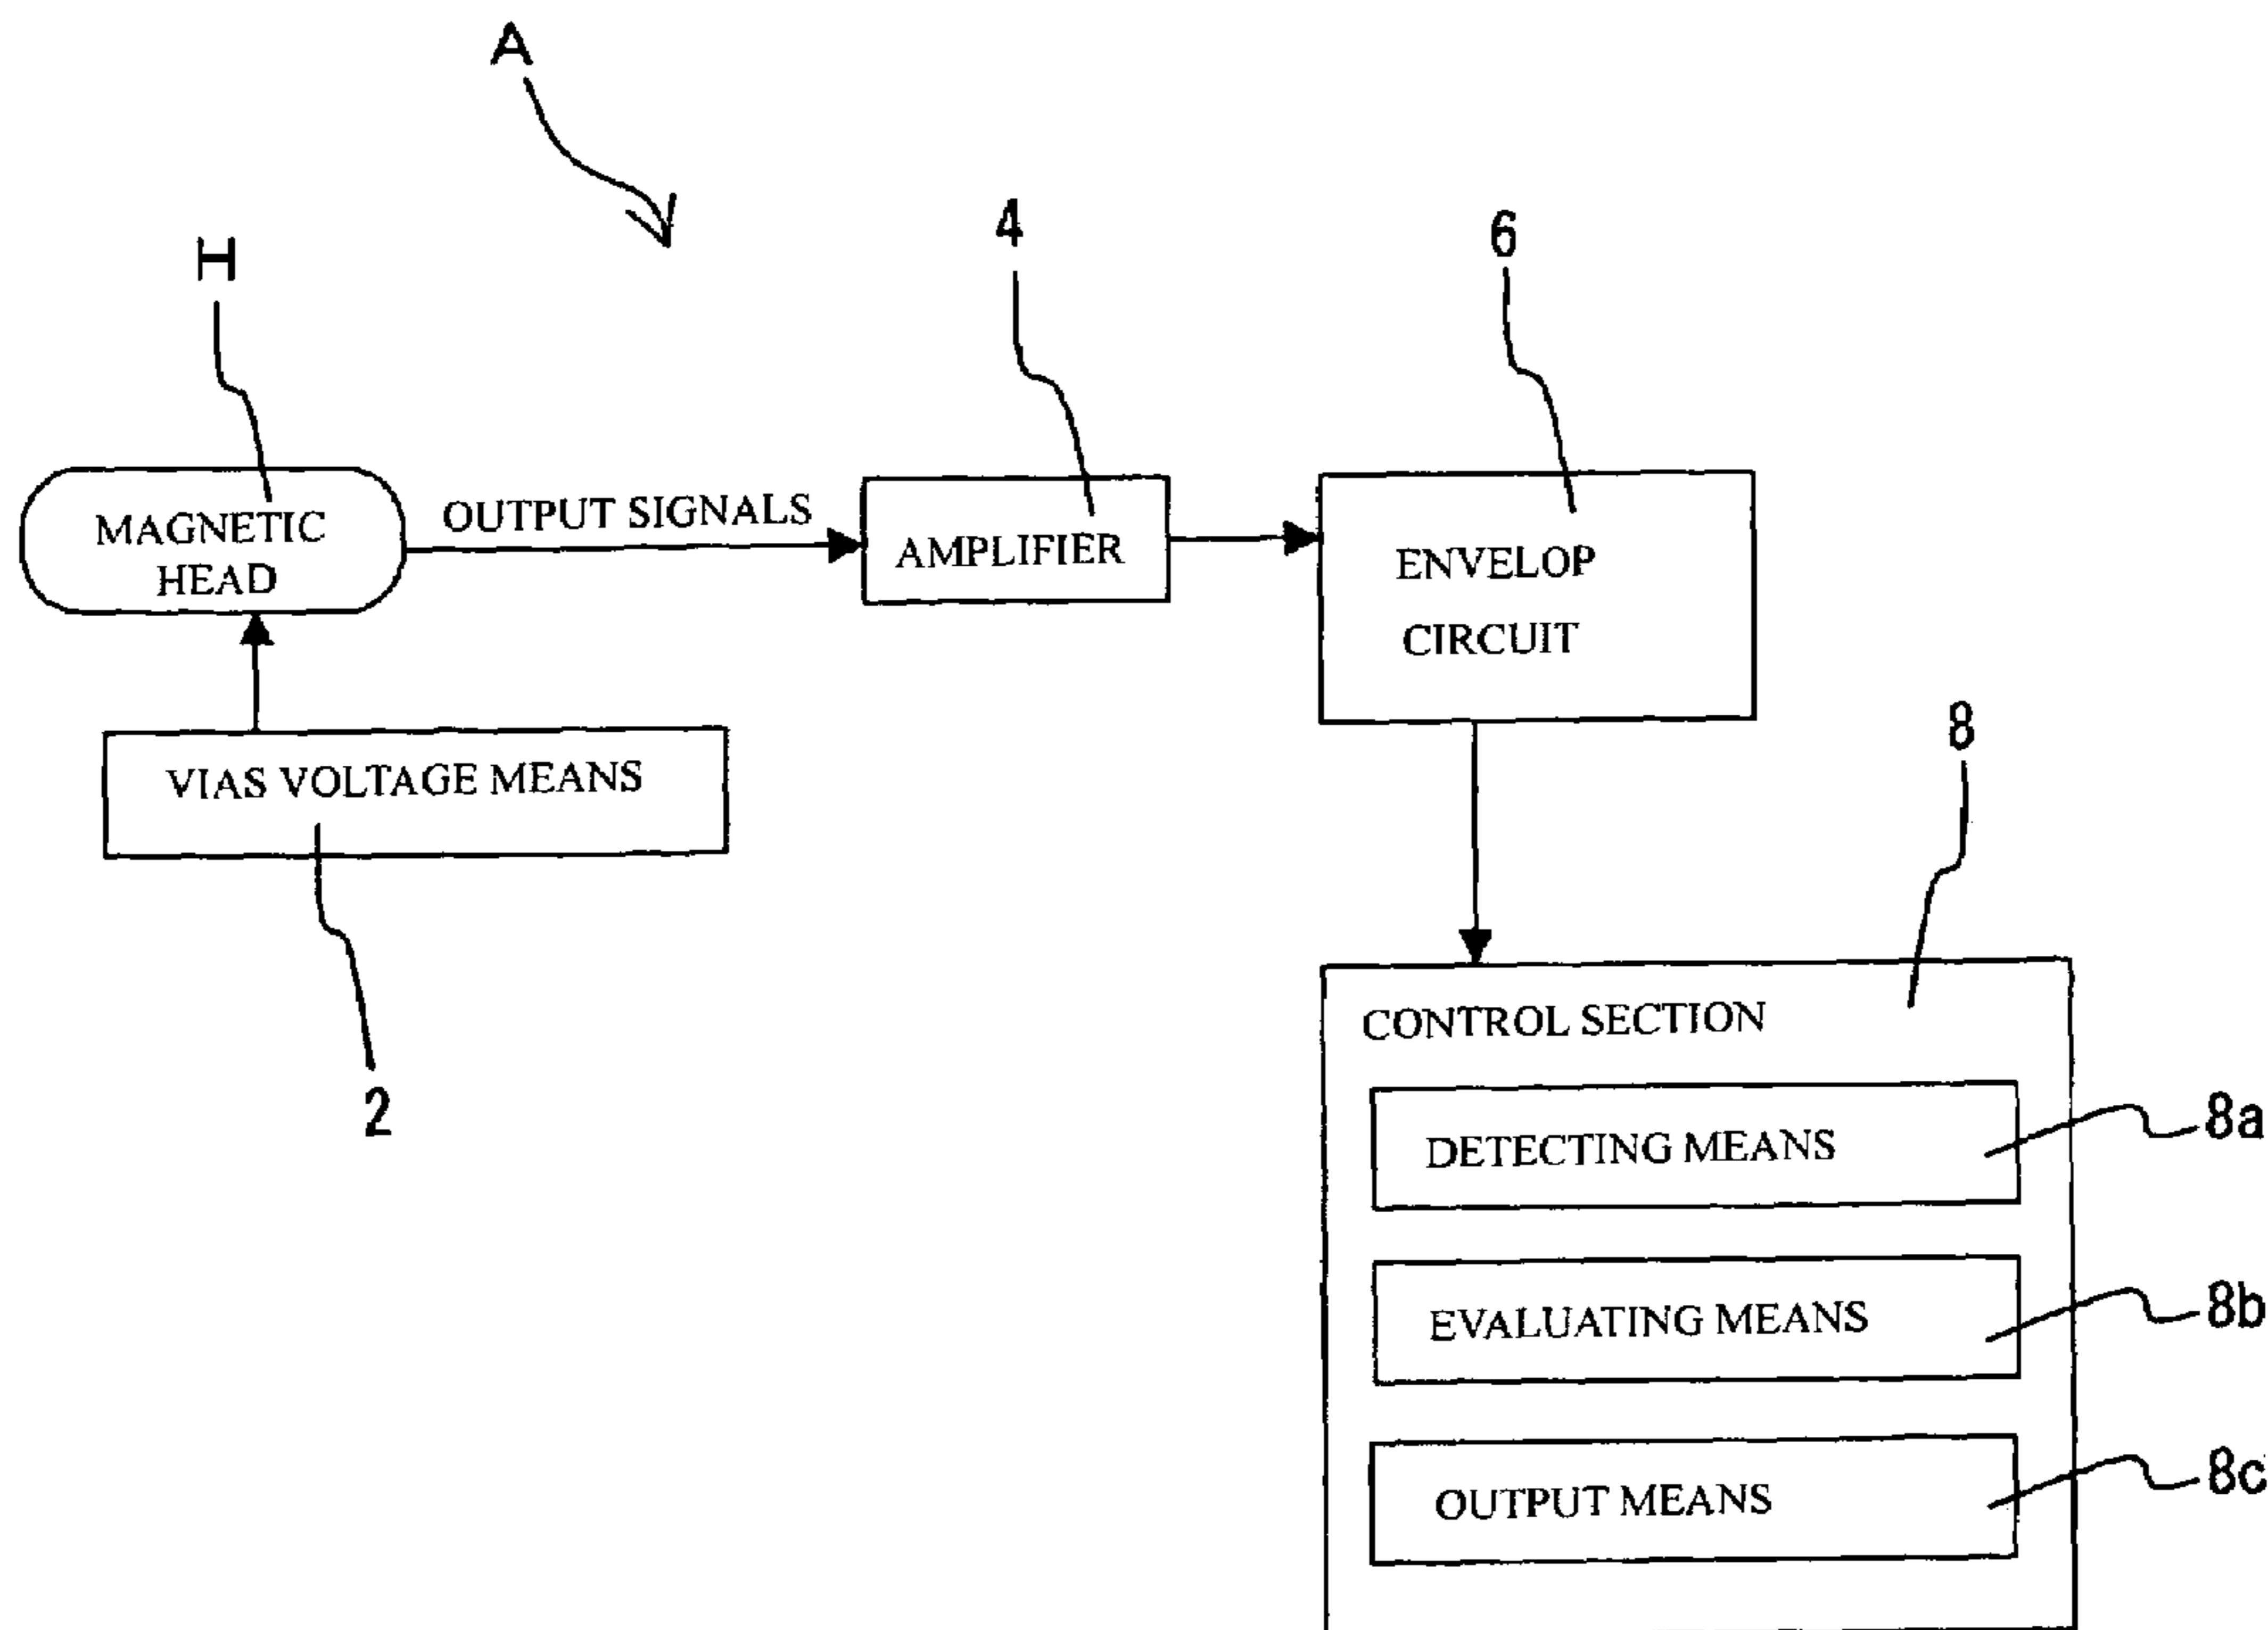 A
H
4
6
MAGNETIC
HEAD
OUTPUT SIGNALS
AMPLIFIER
ENVELOP
CIRCUIT
VIAS VOLTAGE MEANS
2
8
CONTROL SECTION
DETECTING MEANS
8a
EVALUATING MEANS
8b
OUTPUT MEANS
8c